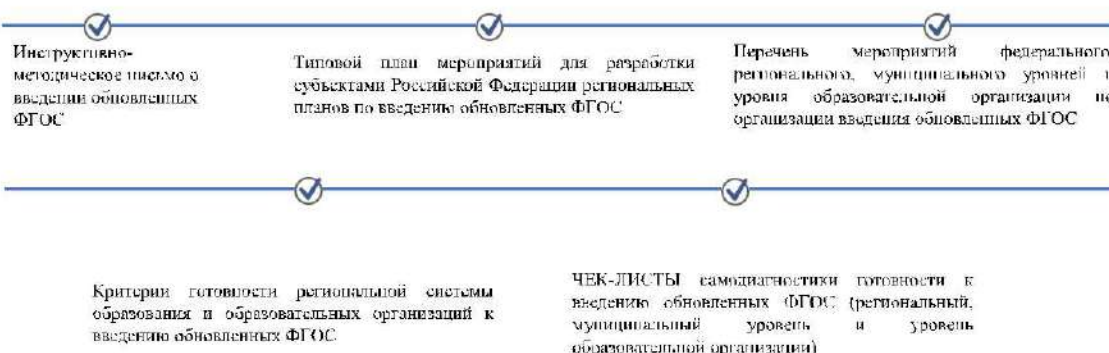 Инструктивно-
методическое письмо о
введении обновленных
ФГОС
Типовой план мероприятий для разработки
субъектами Российской Федерации региональных
планов по введению обновленных ФГОС
Перечень мероприятий федерального
регионального, муниципального уровней и
уровня образовательной организации по
организации введения обновленных ФГОС
Критерии готовности региональной системы
образования и образовательных организаций к
введению обновленных ФГОС
ЧЕК-ЛИСТЫ самодиагностики готовности к
введению обновленных ФГОС (региональный,
муниципальный уровень и уровень
образовательной организации)